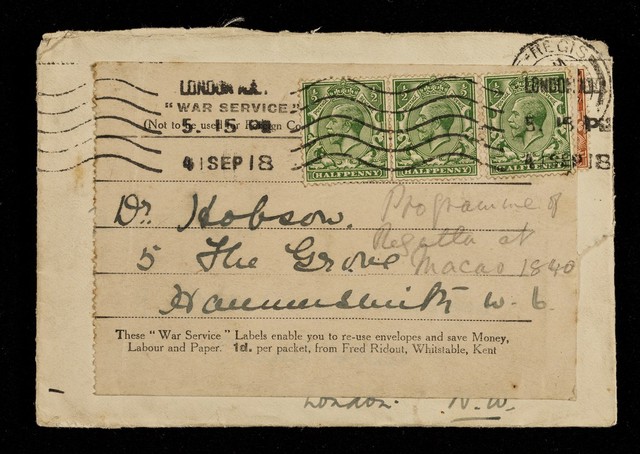 REGIS
LONDON W.1. LONDON W.1.
"WAR SERVICE"
(Not to be used for Foreign Co
5. 15 PM 5. 15 PM
4 SEP 18 4 SEP 18
HALFPENNY HALFPENNY
Dr. Hobson. Programme of
5 The Grove Regatta at
Macao 1840
Hammersmith W. 6.
These "War Service" Labels enable you to re-use envelopes and save Money,
Labour and Paper. 1d. per packet, from Fred Ridout, Whitstable, Kent
London. N.W.